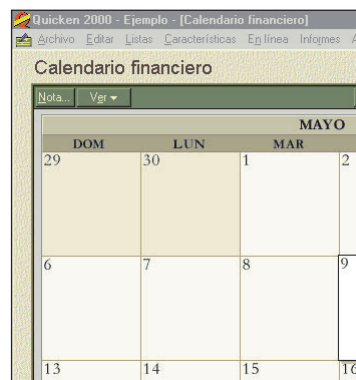 Quicken 2000 - Ejemplo - [Calendario financiero]
Archivo Editar Listas Características En línea Informes A
Calendario financiero
Nota... Ver
MAYO
DOM LUN MAR
29 30 1 2
6 7 8 9
13 14 15 16